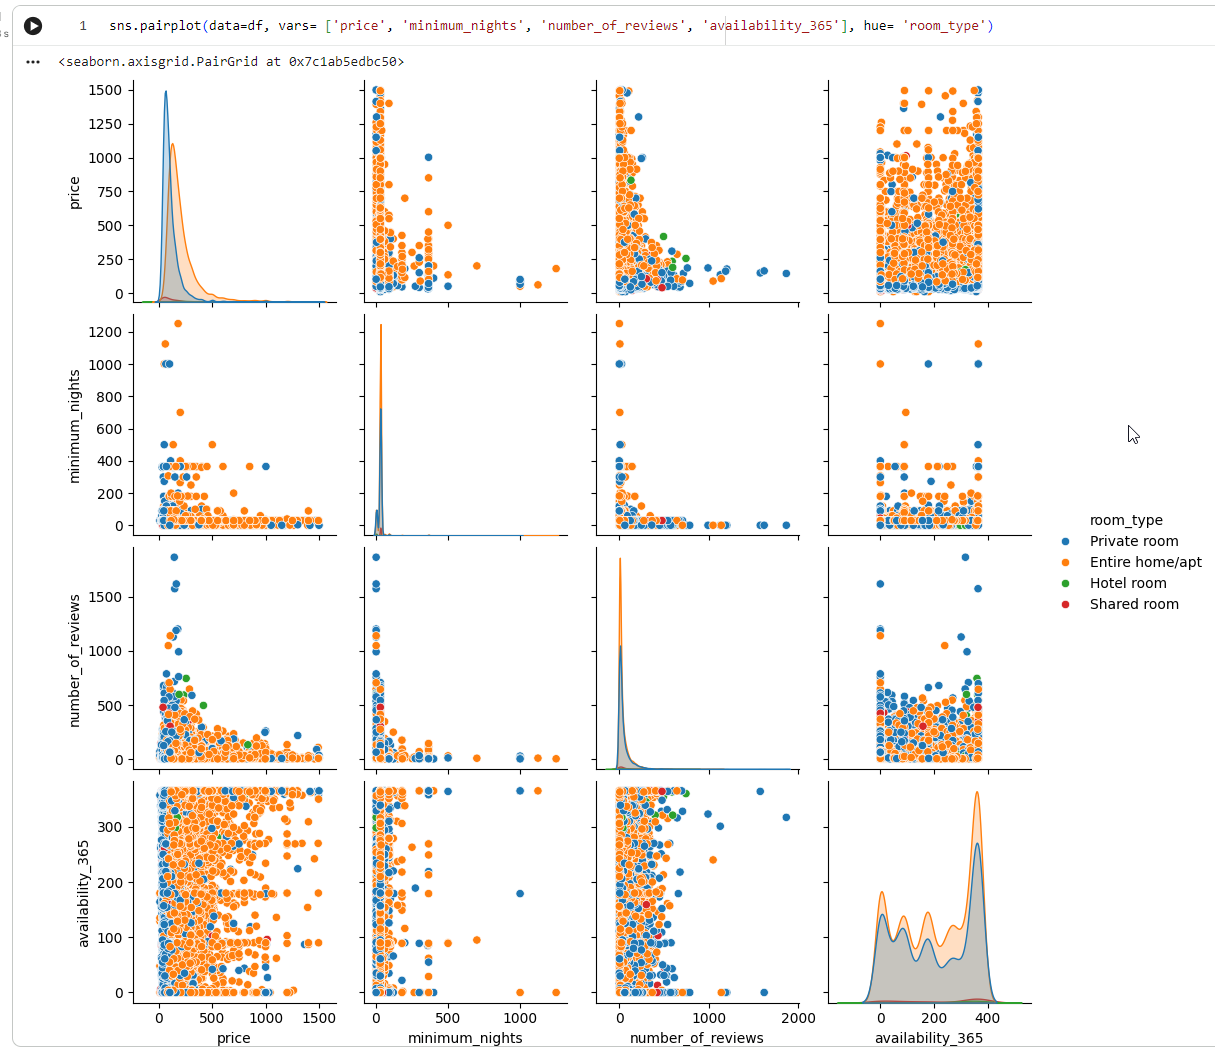 1 sns.pairplot(data=df, vars= ['price', 'minimum_nights', 'number_of_reviews', 'availability_365'], hue= 'room_type')
<seaborn.axisgrid.PairGrid at 0x7c1ab5edbc50>
1500
1250
1000
750
500
250
0
price
1200
1000
800
600
400
200
0
minimum_nights
1500
1000
500
0
number_of_reviews
300
200
100
0
availability_365
0 500 1000 1500
price
0 500 1000
minimum_nights
0 500 1000 1500 2000
number_of_reviews
0 200 400
availability_365
room_type
Private room
Entire home/apt
Hotel room
Shared room